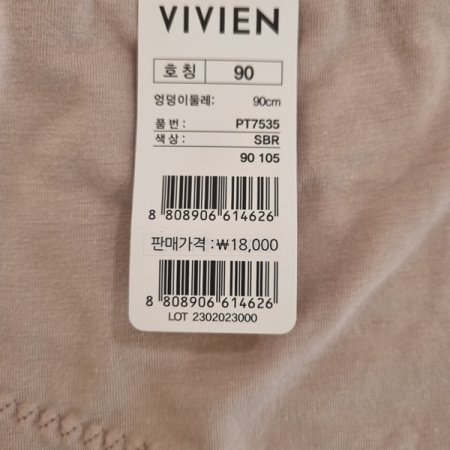 VIVIEN
호 칭 90
엉덩이둘레: 90cm
품 번 : PT7535
색 상 : SBR
90 105
8 808906 614626
판매가격 : ₩18,000
8 808906 614626
LOT 2302023000